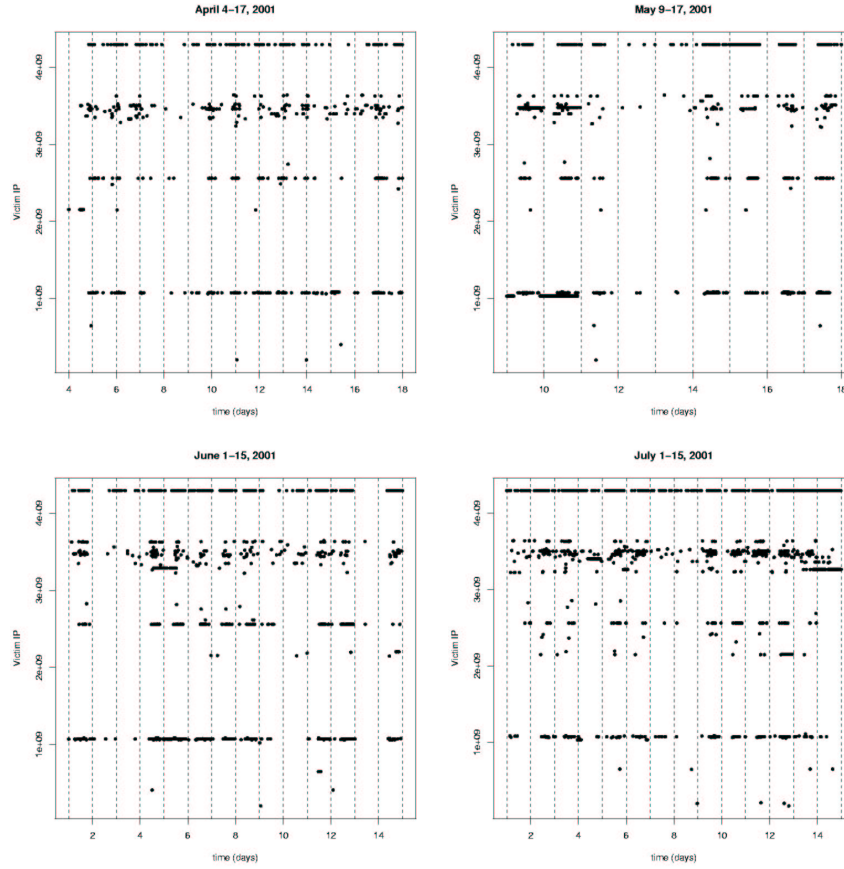 April 4–17, 2001
Victim IP
4e+09
3e+09
2e+09
1e+09
4 6 8 10 12 14 16 18
time (days)
May 9–17, 2001
Victim IP
4e+09
3e+09
2e+09
1e+09
10 12 14 16 18
time (days)
June 1–15, 2001
Victim IP
4e+09
3e+09
2e+09
1e+09
2 4 6 8 10 12 14
time (days)
July 1–15, 2001
Victim IP
4e+09
3e+09
2e+09
1e+09
2 4 6 8 10 12 14
time (days)